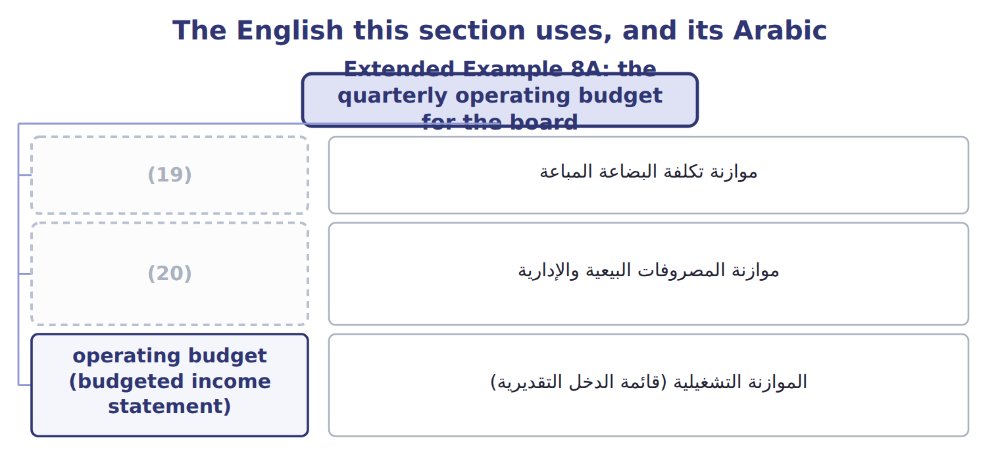 The English this section uses, and its Arabic
Extended Example 8A: the
quarterly operating budget
for the board
(19)
موازنة تكلفة البضاعة المباعة
(20)
موازنة المصروفات البيعية والإدارية
operating budget
(budgeted income
statement)
الموازنة التشغيلية (قائمة الدخل التقديرية)